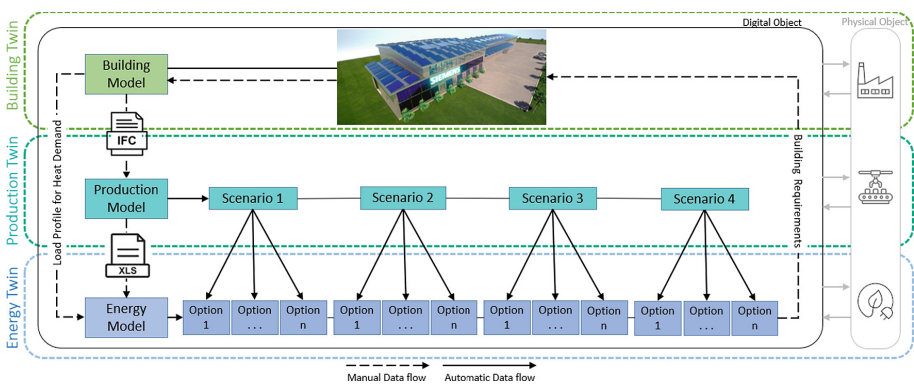 Digital Object
Physical Object
Building Twin
Building
Model
SIEMENS
IFC
Load Profile for Heat Demand
Production Twin
Production
Model
Scenario 1
Scenario 2
Scenario 3
Scenario 4
Building Requirements
XLS
Energy Twin
Energy
Model
Option
1
Option
...
Option
n
Option
1
Option
...
Option
n
Option
1
Option
...
Option
n
Option
1
Option
...
Option
n
Manual Data flow
Automatic Data flow